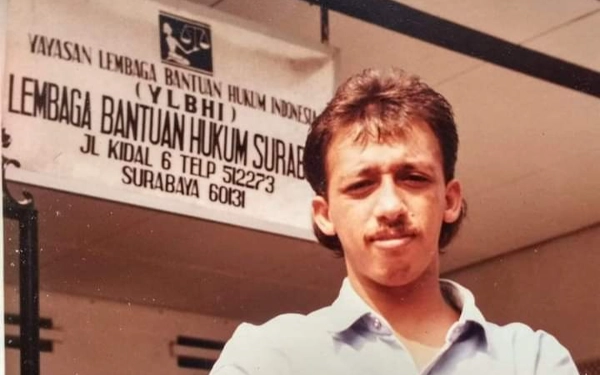 YAYASAN LEMBAGA BANTUAN HUKUM INDONESIA
(YLBHI)
LEMBAGA BANTUAN HUKUM SURAB
JL KIDAL 6 TELP 512273
SURABAYA 60131